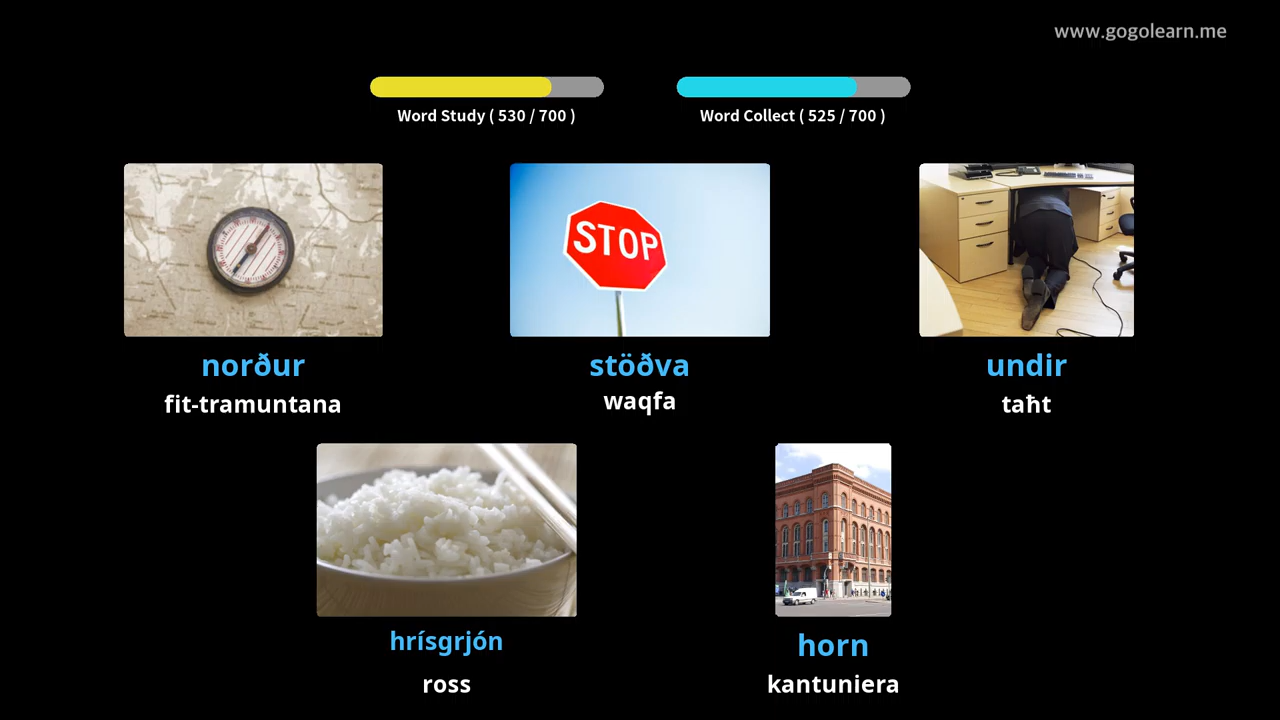 www.gogolearn.me
Word Study ( 530 / 700 )
Word Collect ( 525 / 700 )
STOP
norður
fit-tramuntana
stöðva
waqfa
undir
taħt
hrísgrjón
ross
horn
kantuniera